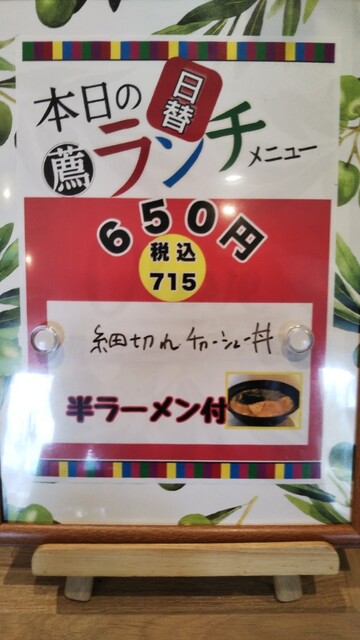 本日の
日替
薦ランチメニュー
650円
税込
715
細切れチャーシュー丼
半ラーメン付